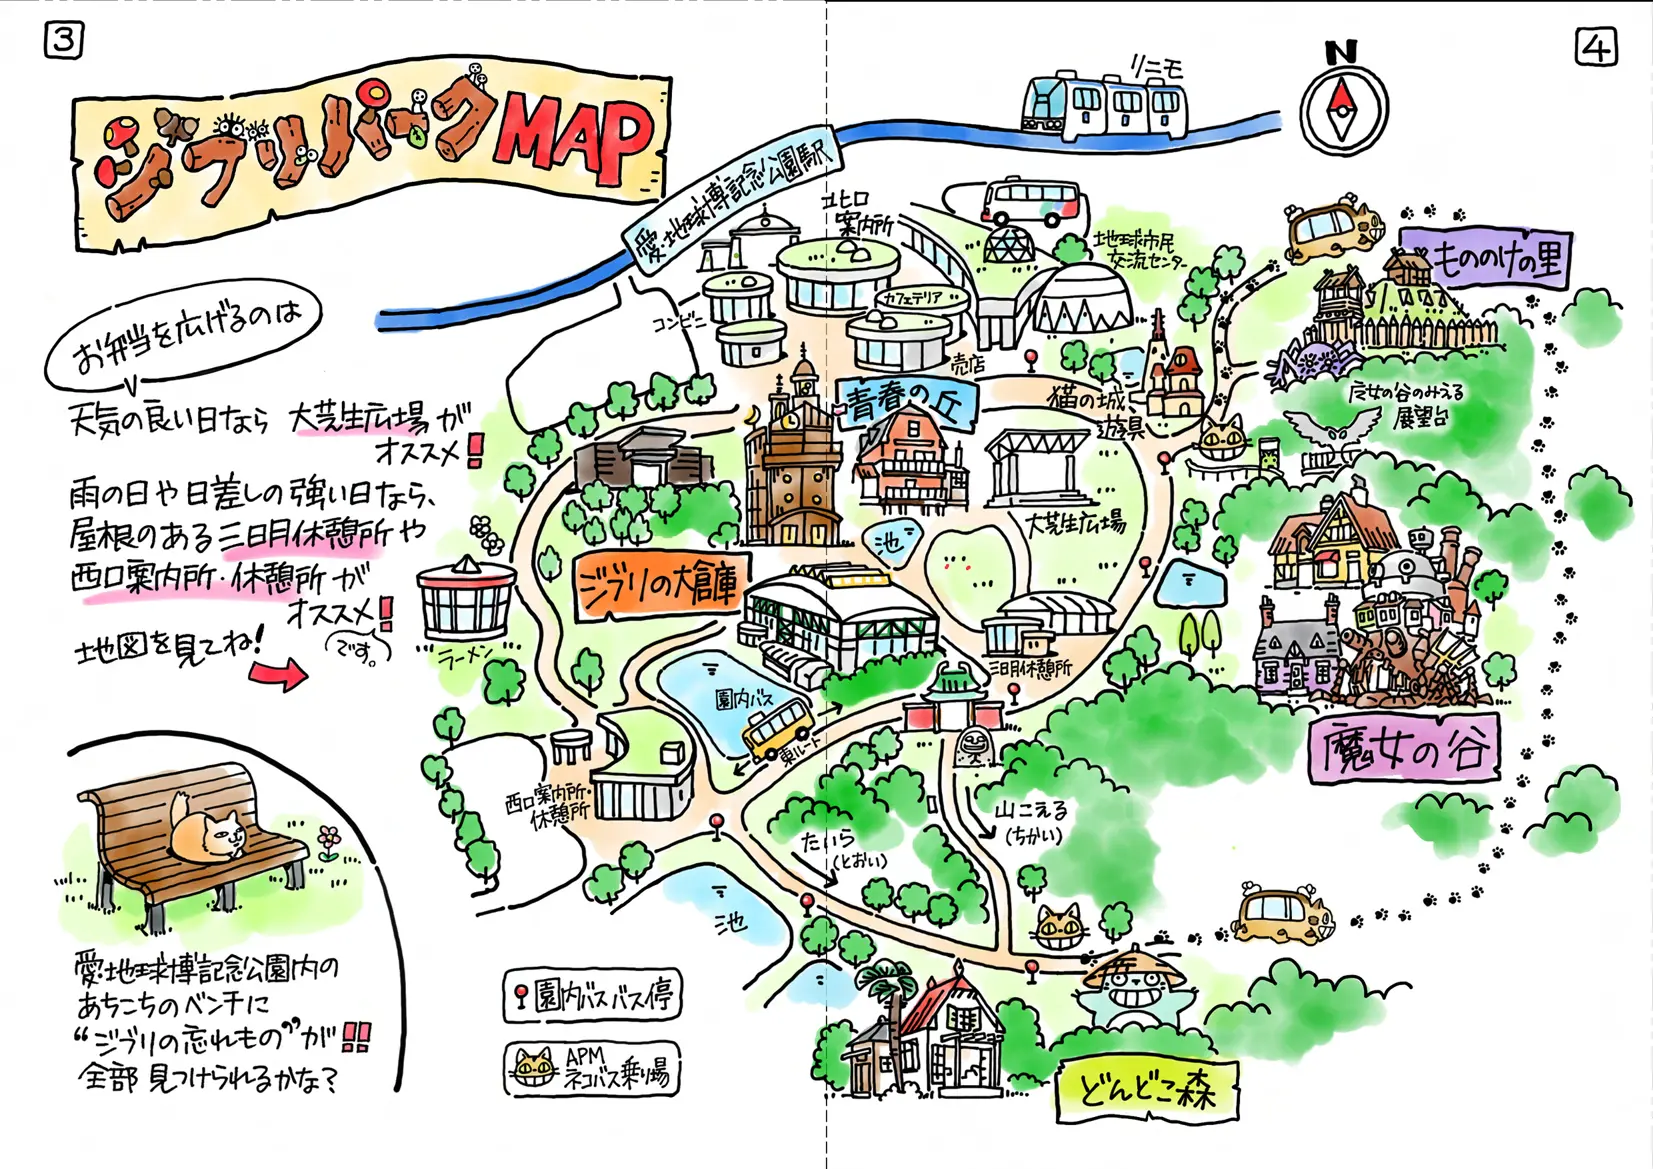 3
ジブリパークMAP
お弁当を広げるのは
天気の良い日なら 大芝生広場が
オススメ!
雨の日や日差しの強い日なら、
屋根のある三日月休憩所や
西口案内所・休憩所が
オススメ!
です。
地図を見てね!
愛・地球博記念公園内の
あちこちのベンチに
“ジブリの忘れもの”が!!
全部 見つけられるかな?
4
N
リニモ
愛・地球博記念公園駅
北口
案内所
地球市民
交流センター
もののけの里
コンビニ
カフェテリア
売店
青春の丘
猫の城
遊具
魔女の谷のみえる
展望台
大芝生広場
池
ジブリの大倉庫
ラーメン
三日月休憩所
園内バス
東ルート
魔女の谷
西口案内所・
休憩所
山こえる
(ちかい)
たいら
(とおい)
池
園内バスバス停
APM
ネコバス乗り場
どんどこ森